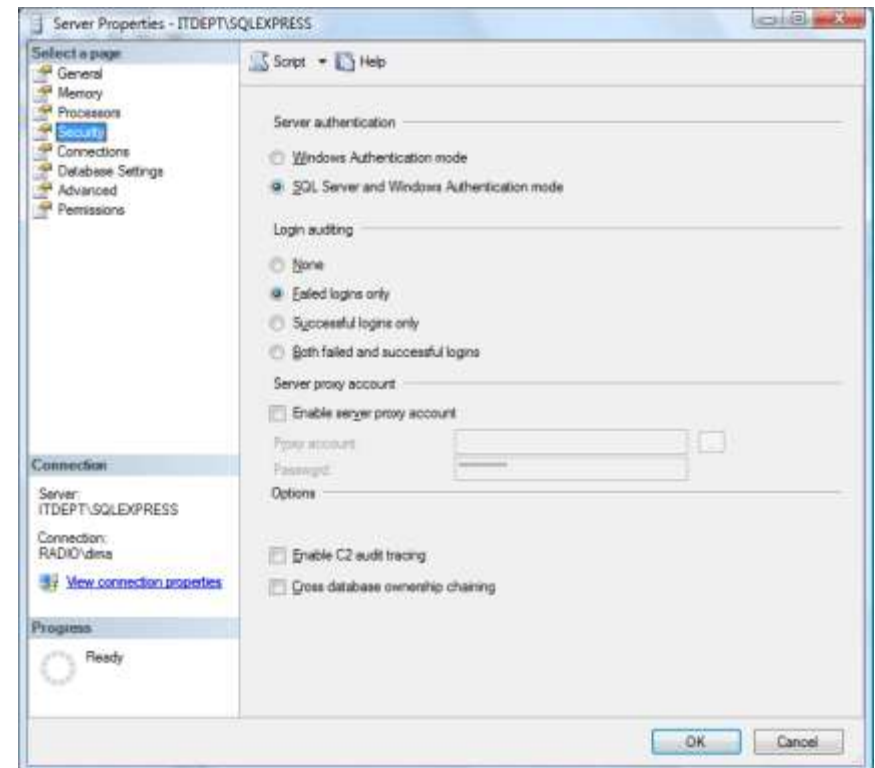 Server Properties - ITDEPT\SQLEXPRESS
Select a page
General
Memory
Processors
Security
Connections
Database Settings
Advanced
Permissions
Script Help
Server authentication
Windows Authentication mode
SQL Server and Windows Authentication mode
Login auditing
None
Failed logins only
Successful logins only
Both failed and successful logins
Server proxy account
Enable server proxy account
Proxy account:
Password:
Options
Enable C2 audit tracing
Cross database ownership chaining
Connection
Server:
ITDEPT\SQLEXPRESS
Connection:
RADIO\dima
View connection properties
Progress
Ready
OK Cancel